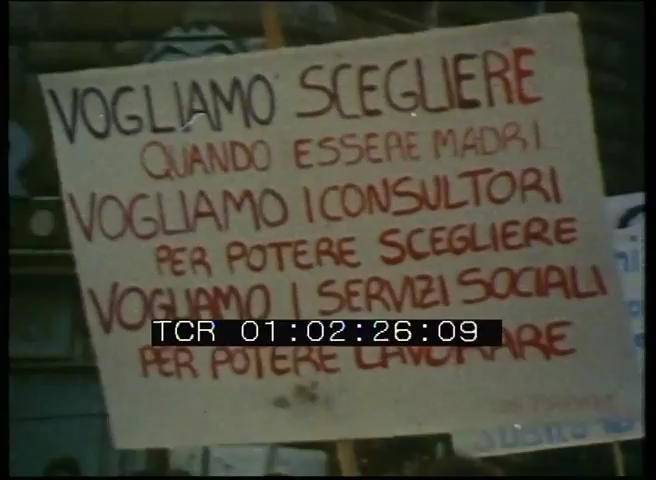 VOGLIAMO SCEGLIERE
QUANDO ESSERE MADRI
VOGLIAMO I CONSULTORI
PER POTERE SCEGLIERE
VOGLIAMO I SERVIZI SOCIALI
TCR 01:02:26:09
PER POTERE LAVORARE
SUBITO